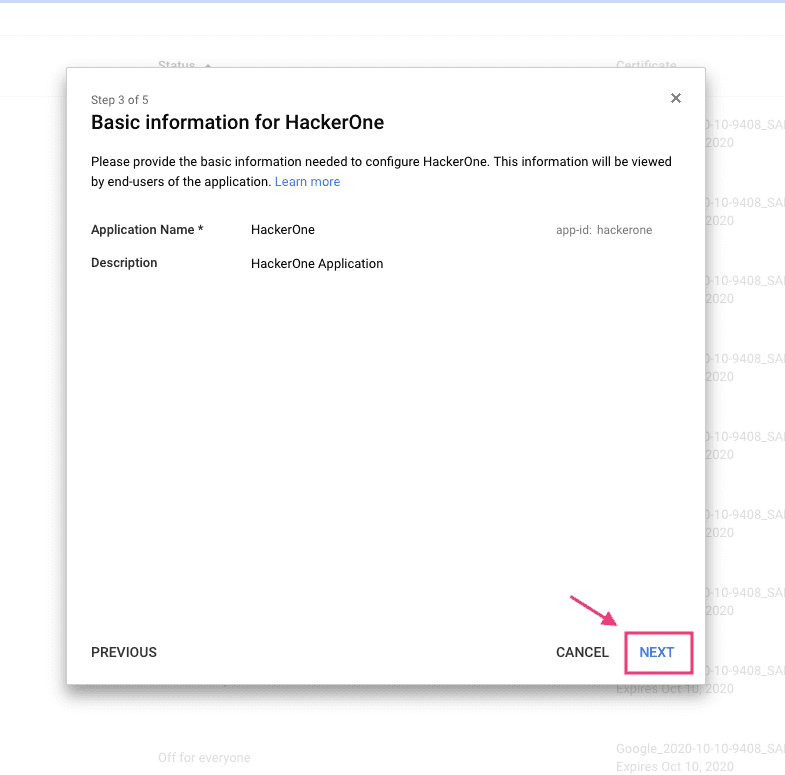 Status
Certificate
Step 3 of 5
Basic information for HackerOne
Please provide the basic information needed to configure HackerOne. This information will be viewed
by end-users of the application. Learn more
Application Name * HackerOne app-id: hackerone
Description HackerOne Application
0-10-9408_SA
2020
0-10-9408_SA
2020
0-10-9408_SA
2020
0-10-9408_SA
2020
0-10-9408_SA
2020
0-10-9408_SA
2020
0-10-9408_SA
2020
PREVIOUS CANCEL NEXT
0-10-9408_SA
Expires Oct 10, 2020
Off for everyone
Google_2020-10-10-9408_SA
Expires Oct 10, 2020